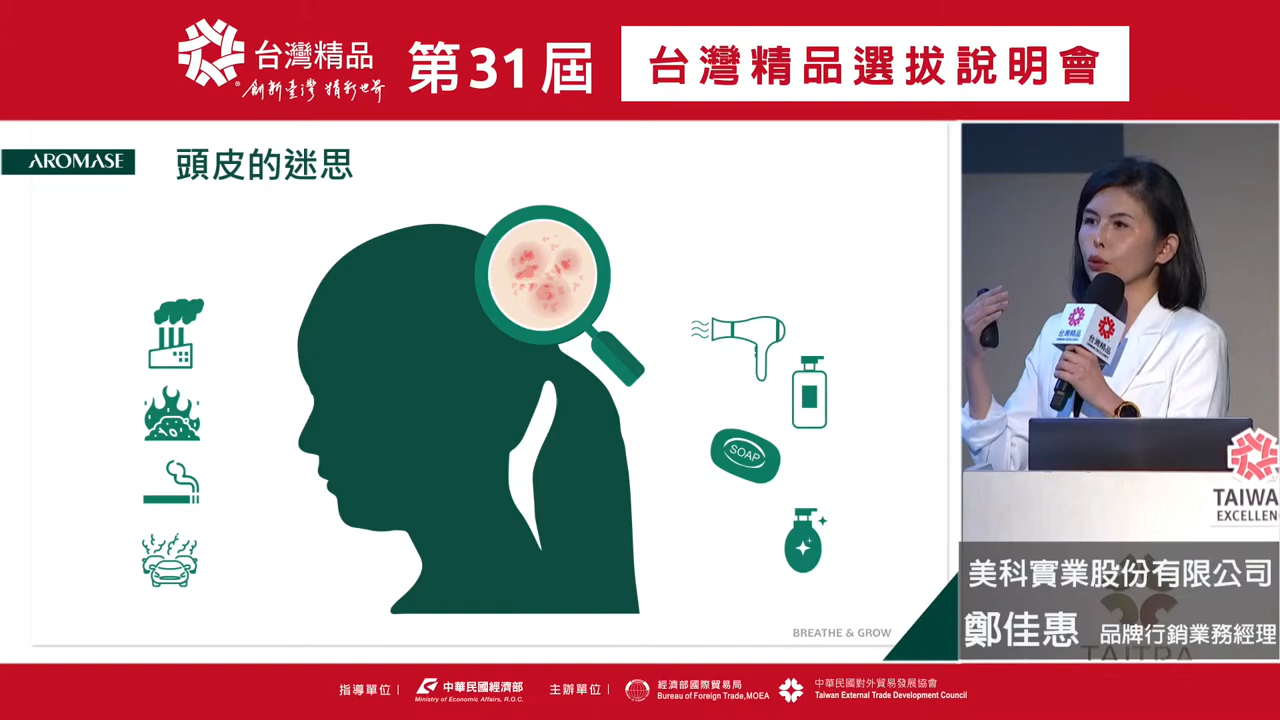 台灣精品
創新臺灣 精彩世界
第31屆
台灣精品選拔說明會
AROMASE
頭皮的迷思
SOAP
BREATHE & GROW
台灣精品
台灣精品
TAIWA
EXCELLEN
美科實業股份有限公司
鄭佳惠 品牌行銷業務經理
TAITRA
指導單位
中華民國經濟部
Ministry of Economic Affairs, R.O.C.
主辦單位
經濟部國際貿易局
Bureau of Foreign Trade,MOEA
中華民國對外貿易發展協會
Taiwan External Trade Development Council